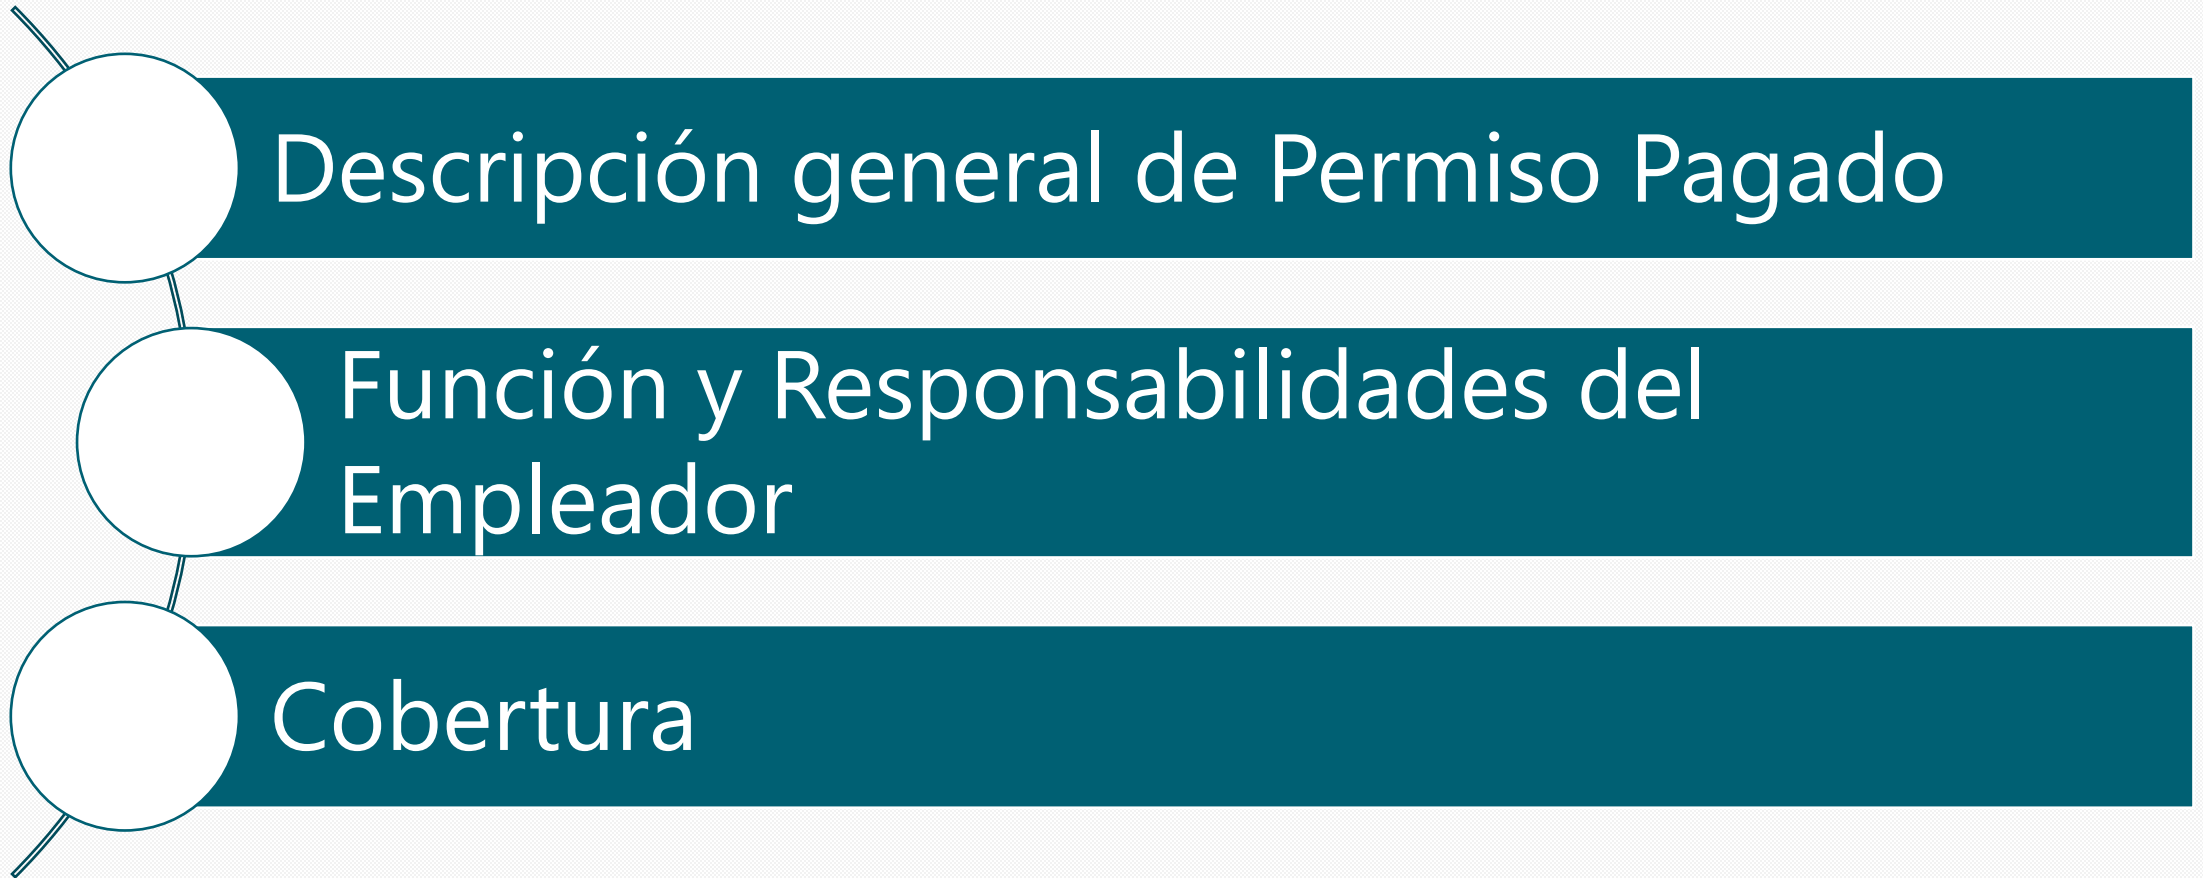 Descripción general de Permiso Pagado
Función y Responsabilidades del
Empleador
Cobertura